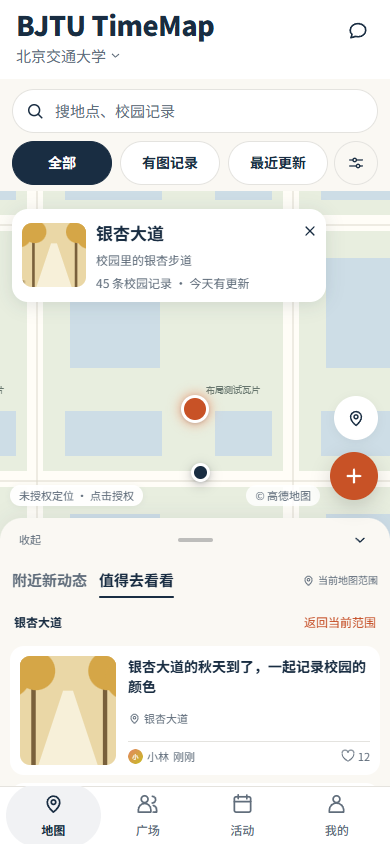 BJTU TimeMap
北京交通大学
搜地点、校园记录
全部
有图记录
最近更新
银杏大道
校园里的银杏步道
45 条校园记录 · 今天有更新
片
布局测试瓦片
未授权定位 · 点击授权
© 高德地图
收起
附近新动态
值得去看看
当前地图范围
银杏大道
返回当前范围
银杏大道的秋天到了，一起记录校园的
颜色
银杏大道
小
小林 刚刚
12
地图
广场
活动
我的